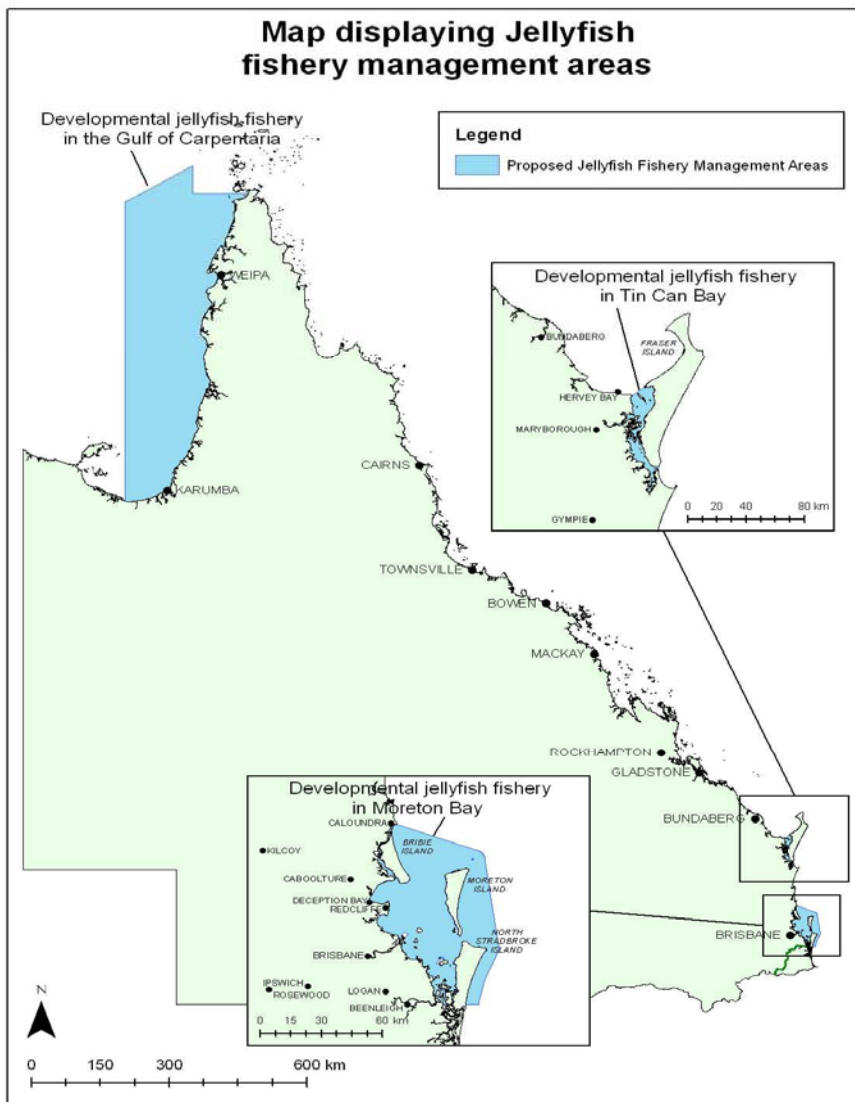 Map displaying Jellyfish
fishery management areas
Developmental jellyfish fishery
in the Gulf of Carpentaria
Legend
Proposed Jellyfish Fishery Management Areas
WEIPA
KARUMBA
CAIRNS
TOWNSVILLE
BOWEN
MACKAY
ROCKHAMPTON
GLADSTONE
BUNDABERG
BRISBANE
Developmental jellyfish fishery
in Tin Can Bay
BUNDABERG
FRASER
ISLAND
HERVEY BAY
MARYBOROUGH
GYMPIE
0 40 80 km
Developmental jellyfish fishery
in Moreton Bay
CALOUNDRA
BRIBIE
ISLAND
KILCOY
CABOOLTURE
MORETON
ISLAND
DECEPTION BAY
REDCLIFFE
NORTH
STRADBROKE
ISLAND
BRISBANE
IPSWICH
ROSEWOOD
LOGAN
BEENLEIGH
0 15 30 60 km
N
0 150 300 600 km